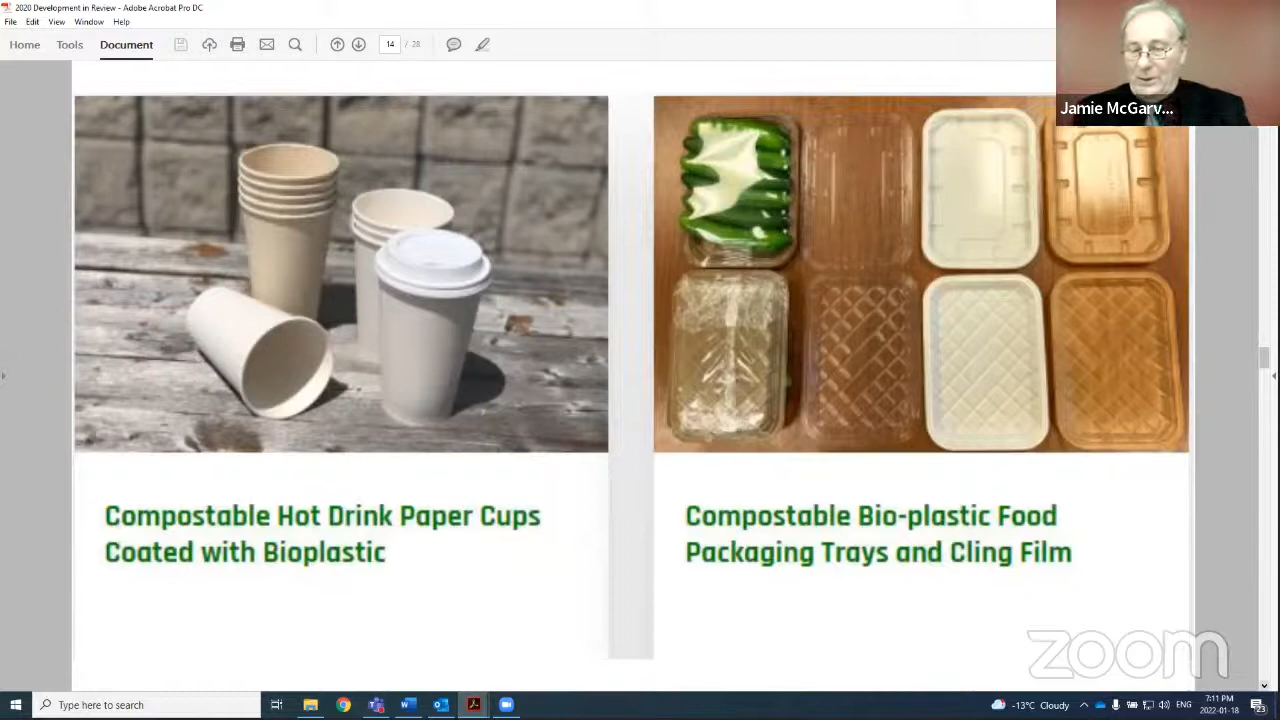 2020 Development in Review - Adobe Acrobat Pro DC
File Edit View Window Help
Home Tools Document 14 / 28
Jamie McGarv...
Compostable Hot Drink Paper Cups
Coated with Bioplastic
Compostable Bio-plastic Food
Packaging Trays and Cling Film
zoom
Type here to search
-13°C Cloudy
ENG
7:11 PM
2022-01-18
23